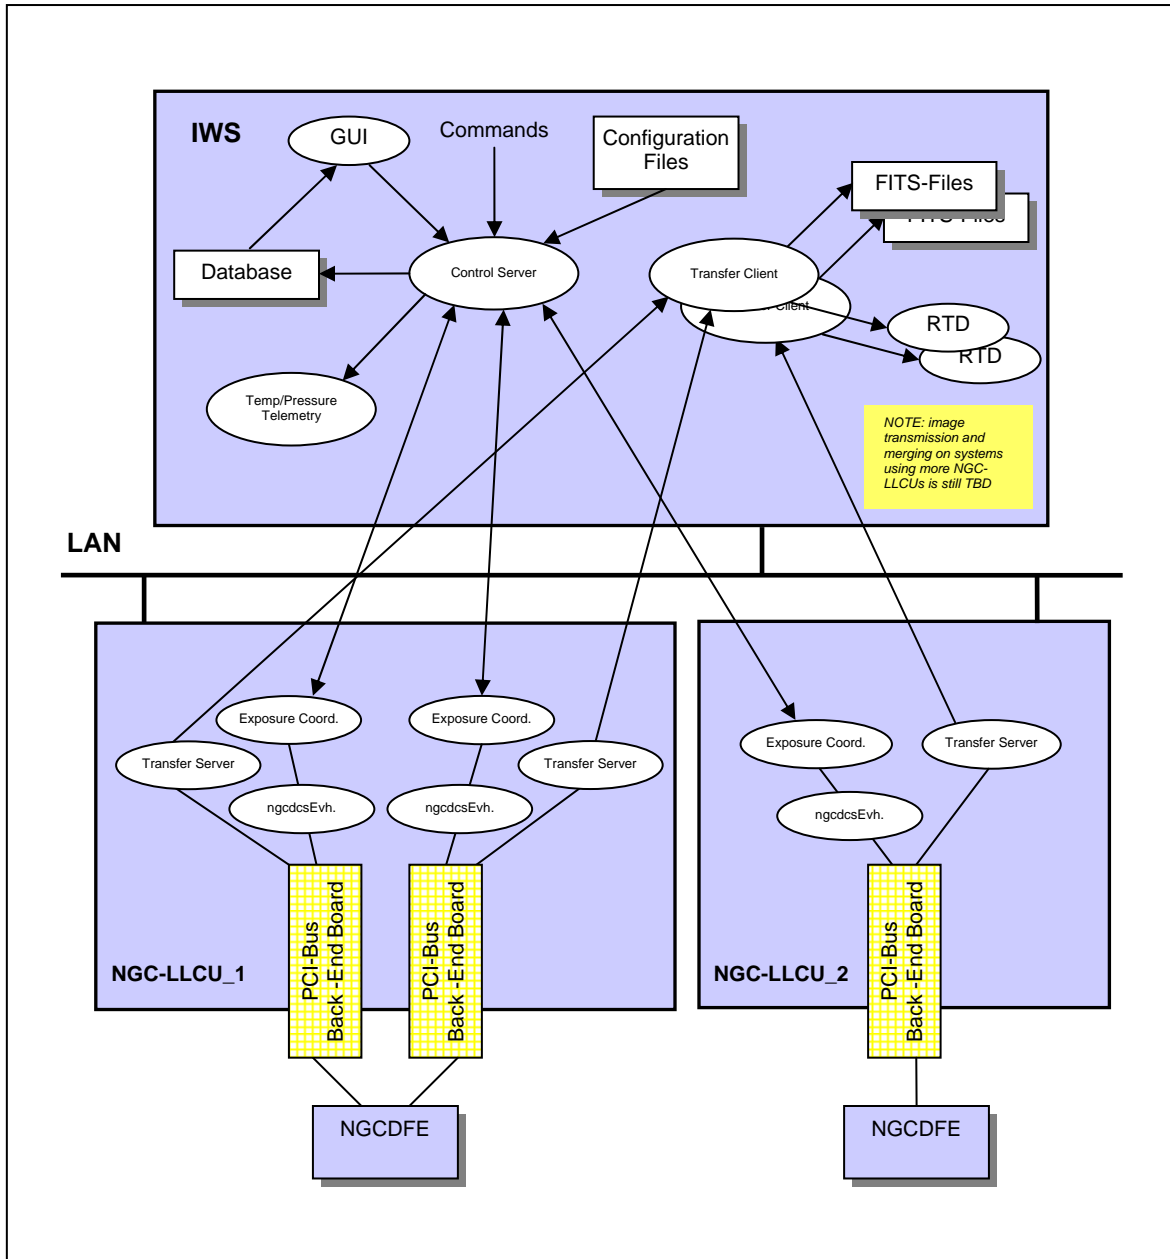 IWS
GUI
Commands
Configuration
Files
FITS-Files
FITS-Files
Database
Control Server
Transfer Client
Client
RTD
RTD
Temp/Pressure
Telemetry
NOTE: image
transmission and
merging on systems
using more NGC-
LLCUs is still TBD
LAN
Exposure Coord.
Exposure Coord.
Transfer Server
Transfer Server
ngcdcsEvh.
ngcdcsEvh.
PCI-Bus
Back -End Board
PCI-Bus
Back -End Board
NGC-LLCU_1
Exposure Coord.
Transfer Server
ngcdcsEvh.
PCI-Bus
Back -End Board
NGC-LLCU_2
NGCDFE
NGCDFE